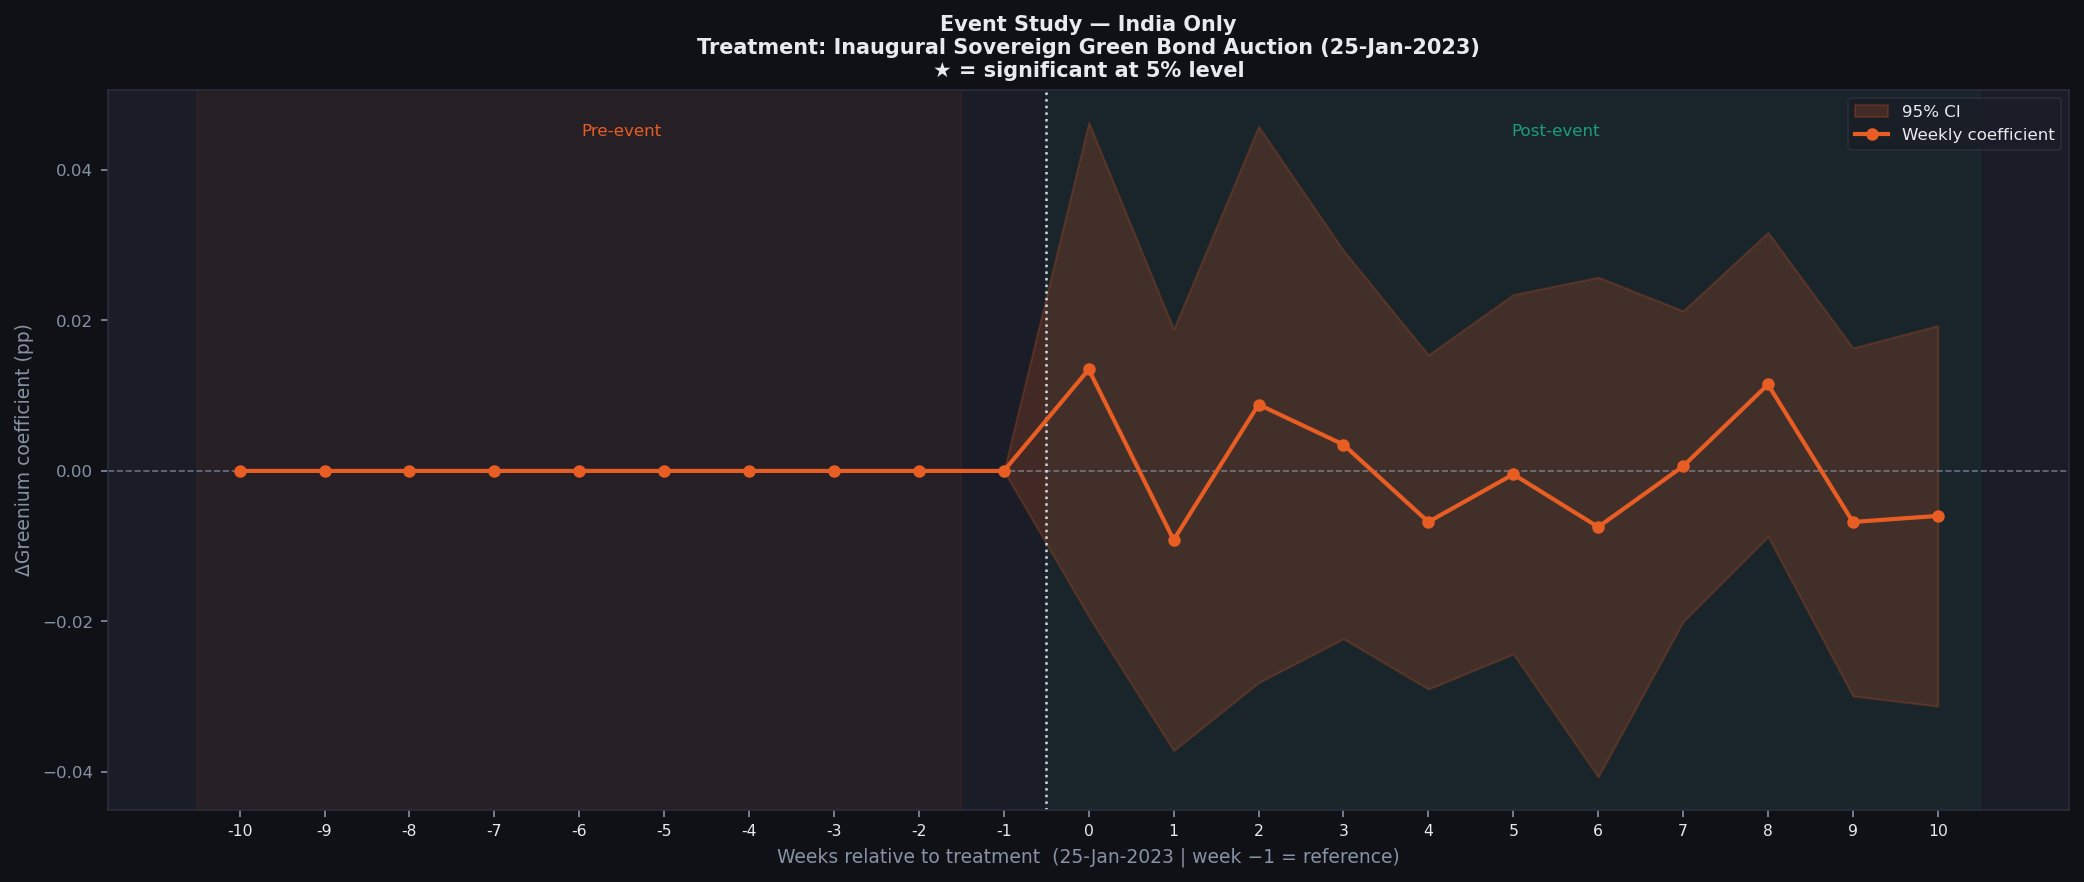 Event Study — India Only
Treatment: Inaugural Sovereign Green Bond Auction (25-Jan-2023)
★ = significant at 5% level
Pre-event
Post-event
95% CI
Weekly coefficient
ΔGreenium coefficient (pp)
0.04
0.02
0.00
−0.02
−0.04
-10 -9 -8 -7 -6 -5 -4 -3 -2 -1 0 1 2 3 4 5 6 7 8 9 10
Weeks relative to treatment (25-Jan-2023 | week −1 = reference)